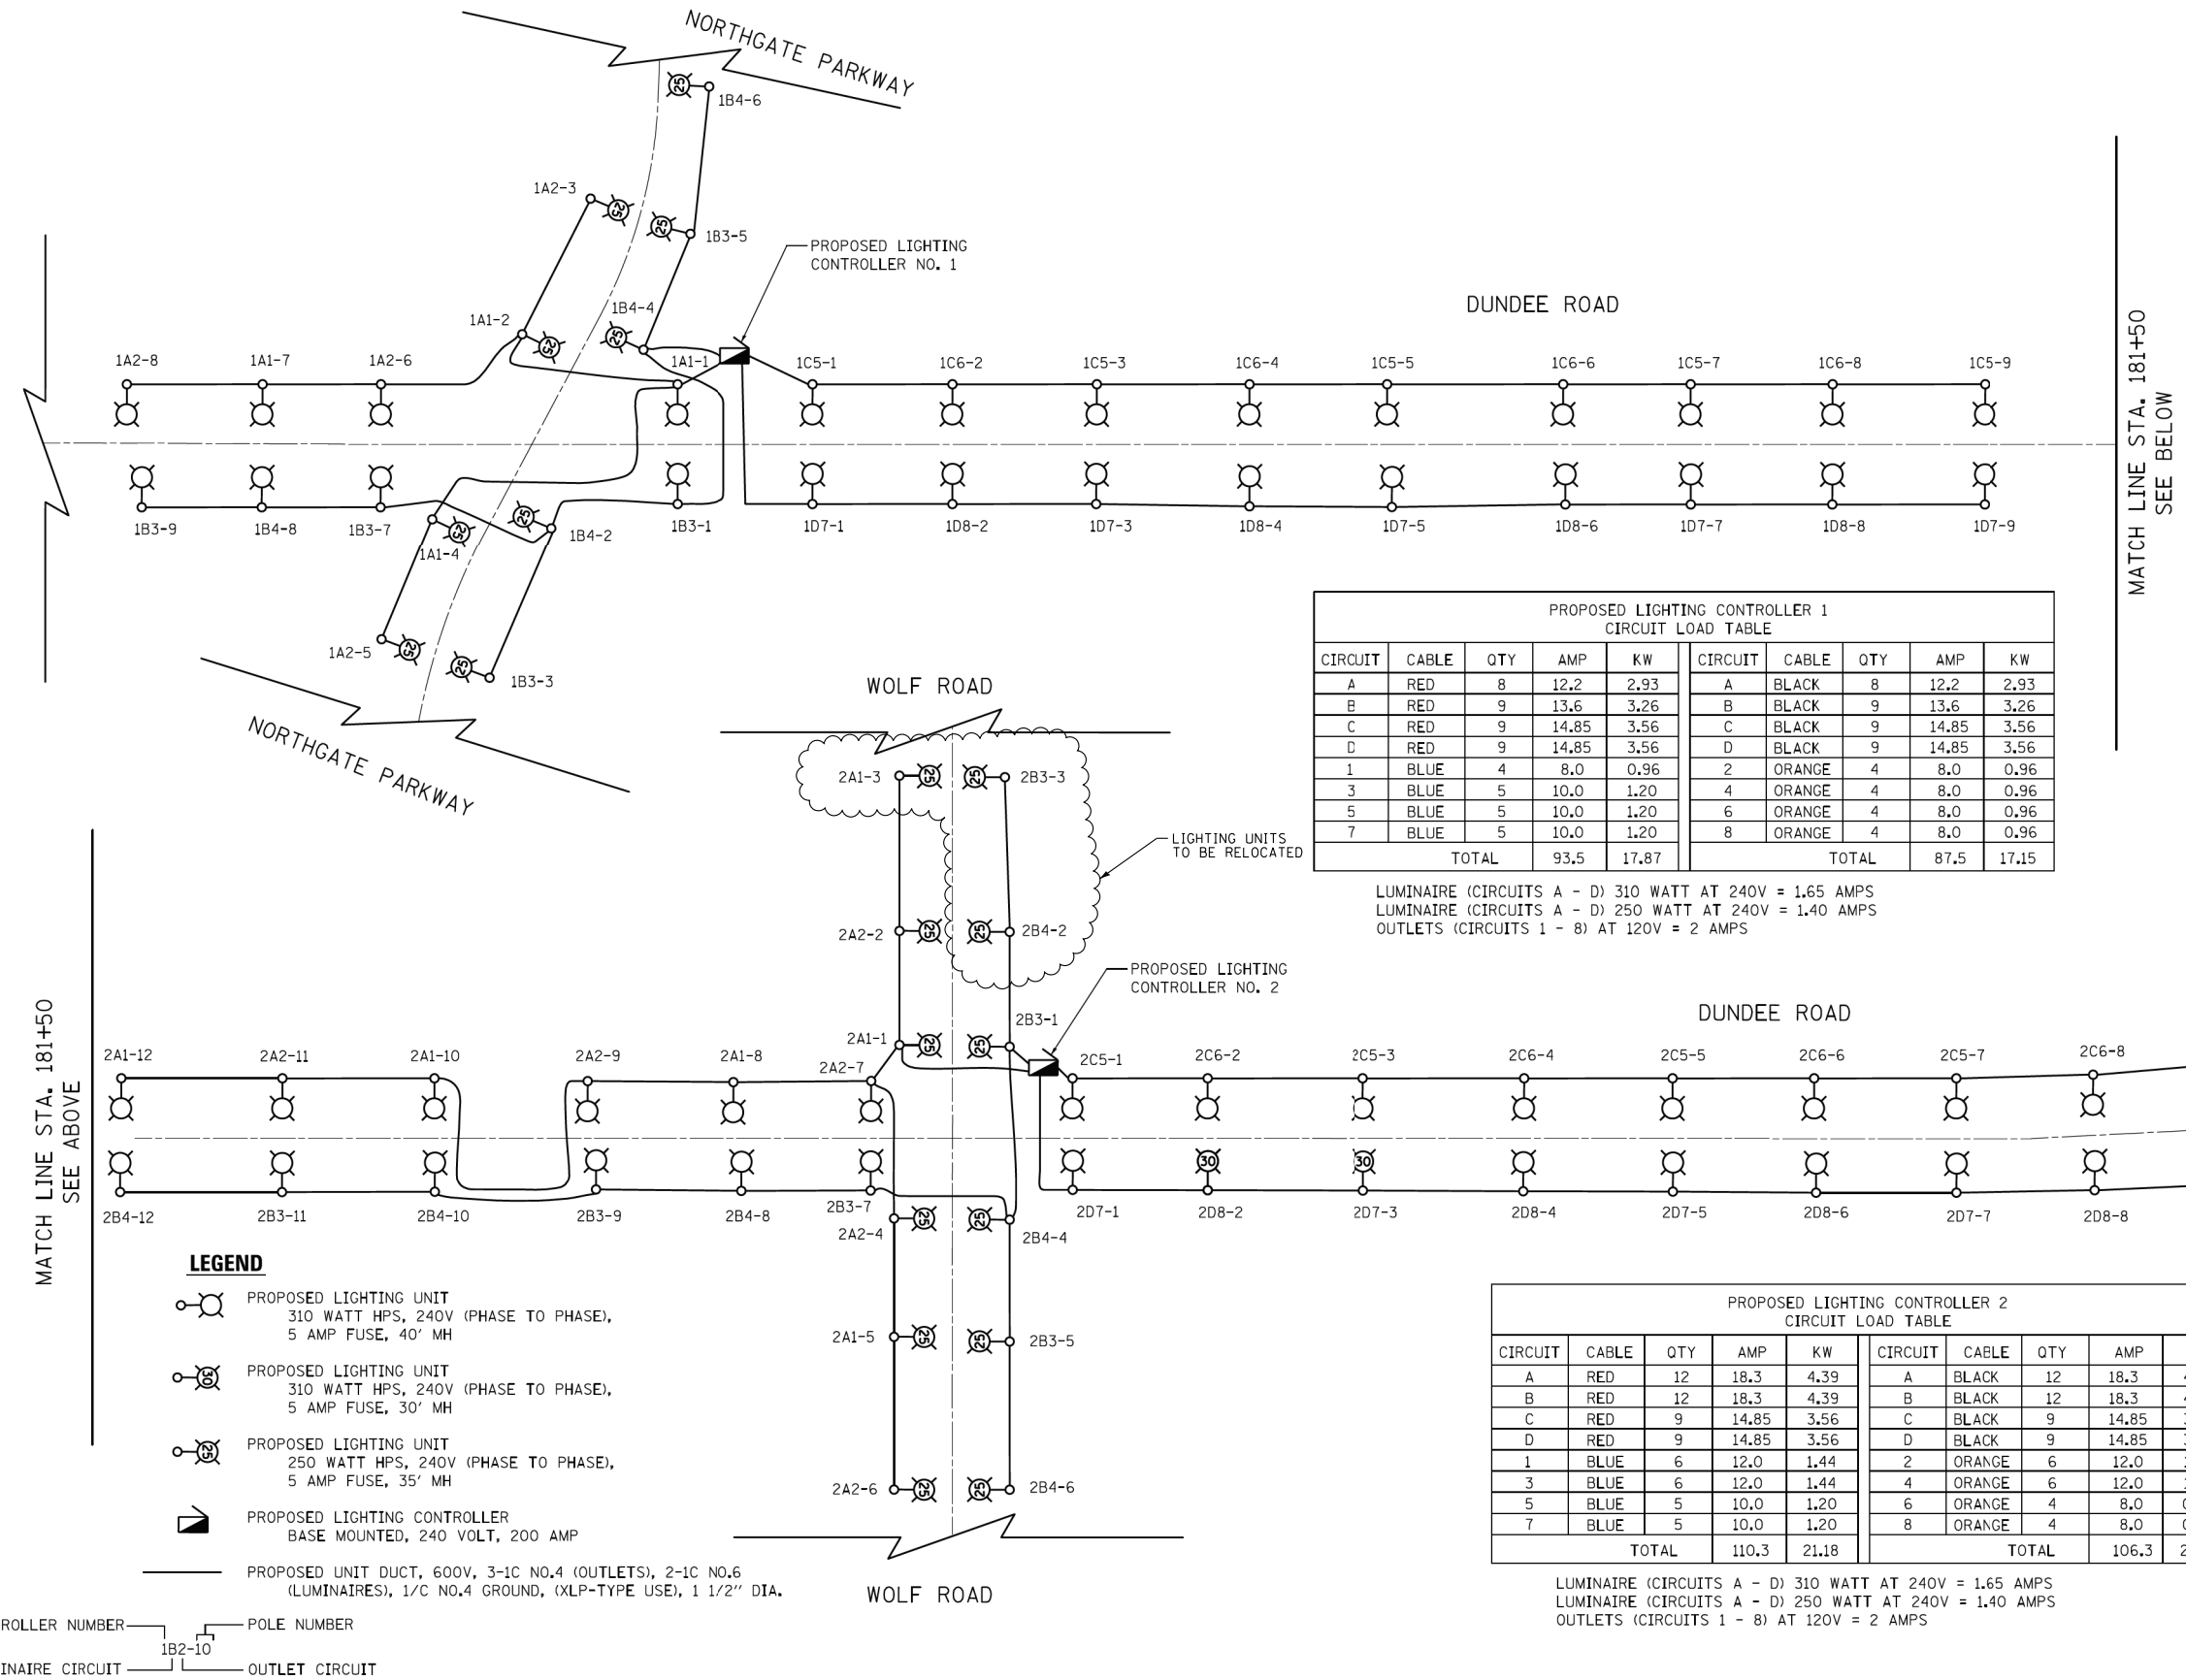 NORTHGATE PARKWAY
25
1B4-6
1A2-3
25
25
1B3-5
PROPOSED LIGHTING
CONTROLLER NO. 1
DUNDEE ROAD
1B4-4
1A1-2
25
25
1A2-8 1A1-7 1A2-6 1A1-1 1C5-1 1C6-2 1C5-3 1C6-4 1C5-5 1C6-6 1C5-7 1C6-8 1C5-9
MATCH LINE STA. 181+50
SEE BELOW
1B3-9 1B4-8 1B3-7 1B3-1 1D7-1 1D8-2 1D7-3 1D8-4 1D7-5 1D8-6 1D7-7 1D8-8 1D7-9
25
25
1A1-4
1B4-2
1A2-5
25
25
1B3-3
NORTHGATE PARKWAY
PROPOSED LIGHTING CONTROLLER 1
CIRCUIT LOAD TABLE
CIRCUIT CABLE QTY AMP KW CIRCUIT CABLE QTY AMP KW
A RED 8 12.2 2.93 A BLACK 8 12.2 2.93
B RED 9 13.6 3.26 B BLACK 9 13.6 3.26
C RED 9 14.85 3.56 C BLACK 9 14.85 3.56
D RED 9 14.85 3.56 D BLACK 9 14.85 3.56
1 BLUE 4 8.0 0.96 2 ORANGE 4 8.0 0.96
3 BLUE 5 10.0 1.20 4 ORANGE 4 8.0 0.96
5 BLUE 5 10.0 1.20 6 ORANGE 4 8.0 0.96
7 BLUE 5 10.0 1.20 8 ORANGE 4 8.0 0.96
TOTAL 93.5 17.87 TOTAL 87.5 17.15
LUMINAIRE (CIRCUITS A - D) 310 WATT AT 240V = 1.65 AMPS
LUMINAIRE (CIRCUITS A - D) 250 WATT AT 240V = 1.40 AMPS
OUTLETS (CIRCUITS 1 - 8) AT 120V = 2 AMPS
WOLF ROAD
2A1-3 25 25 2B3-3
LIGHTING UNITS
TO BE RELOCATED
2A2-2 25 25 2B4-2
PROPOSED LIGHTING
CONTROLLER NO. 2
DUNDEE ROAD
2A1-1 25 25 2B3-1
MATCH LINE STA. 181+50
SEE ABOVE
2A1-12 2A2-11 2A1-10 2A2-9 2A1-8 2A2-7 2C5-1 2C6-2 2C5-3 2C6-4 2C5-5 2C6-6 2C5-7 2C6-8
30 30
2B4-12 2B3-11 2B4-10 2B3-9 2B4-8 2B3-7 2D7-1 2D8-2 2D7-3 2D8-4 2D7-5 2D8-6 2D7-7 2D8-8
2A2-4 25 25 2B4-4
2A1-5 25 25 2B3-5
2A2-6 25 25 2B4-6
WOLF ROAD
LEGEND
PROPOSED LIGHTING UNIT
310 WATT HPS, 240V (PHASE TO PHASE),
5 AMP FUSE, 40' MH
30
PROPOSED LIGHTING UNIT
310 WATT HPS, 240V (PHASE TO PHASE),
5 AMP FUSE, 30' MH
25
PROPOSED LIGHTING UNIT
250 WATT HPS, 240V (PHASE TO PHASE),
5 AMP FUSE, 35' MH
PROPOSED LIGHTING CONTROLLER
BASE MOUNTED, 240 VOLT, 200 AMP
PROPOSED UNIT DUCT, 600V, 3-1C NO.4 (OUTLETS), 2-1C NO.6
(LUMINAIRES), 1/C NO.4 GROUND, (XLP-TYPE USE), 1 1/2" DIA.
ROLLER NUMBER POLE NUMBER
1B2-10
INAIRE CIRCUIT OUTLET CIRCUIT
PROPOSED LIGHTING CONTROLLER 2
CIRCUIT LOAD TABLE
CIRCUIT CABLE QTY AMP KW CIRCUIT CABLE QTY AMP
A RED 12 18.3 4.39 A BLACK 12 18.3
B RED 12 18.3 4.39 B BLACK 12 18.3
C RED 9 14.85 3.56 C BLACK 9 14.85
D RED 9 14.85 3.56 D BLACK 9 14.85
1 BLUE 6 12.0 1.44 2 ORANGE 6 12.0
3 BLUE 6 12.0 1.44 4 ORANGE 6 12.0
5 BLUE 5 10.0 1.20 6 ORANGE 4 8.0
7 BLUE 5 10.0 1.20 8 ORANGE 4 8.0
TOTAL 110.3 21.18 TOTAL 106.3
LUMINAIRE (CIRCUITS A - D) 310 WATT AT 240V = 1.65 AMPS
LUMINAIRE (CIRCUITS A - D) 250 WATT AT 240V = 1.40 AMPS
OUTLETS (CIRCUITS 1 - 8) AT 120V = 2 AMPS